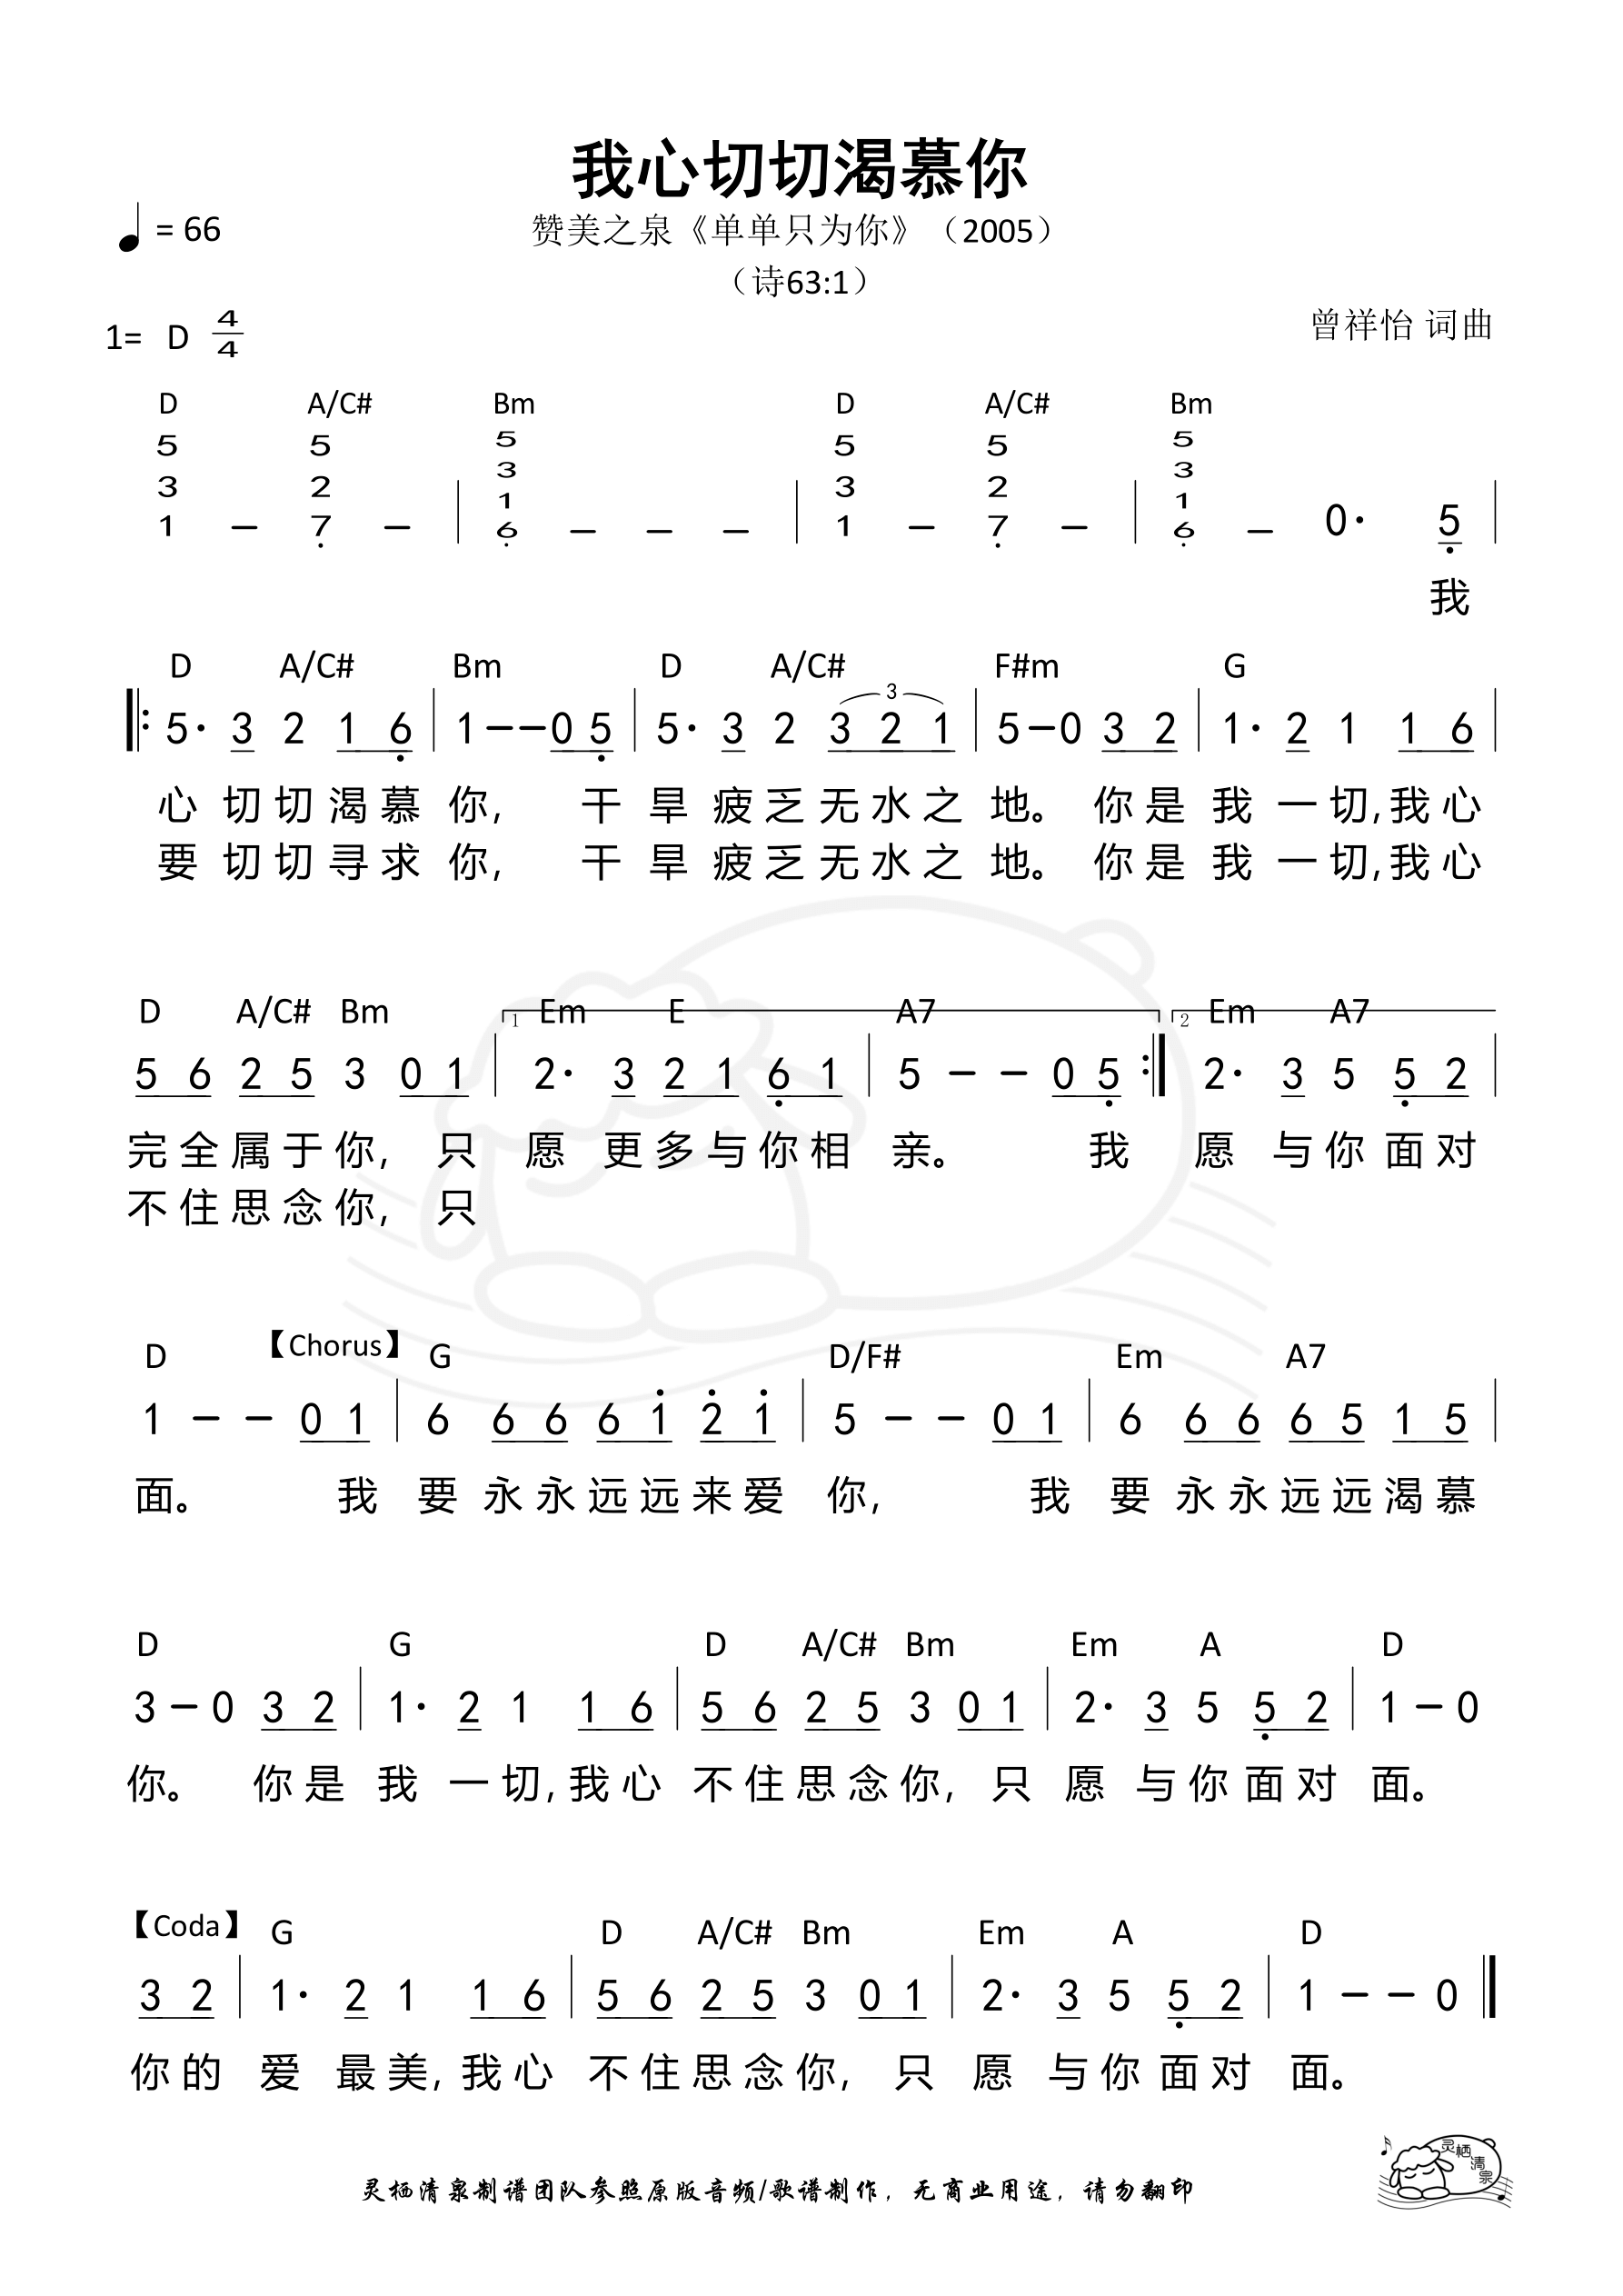 我心切切渴慕你
♩ = 66
赞美之泉《单单只为你》（2005）
（诗63:1）
1= D 4/4
曾祥怡 词曲
D A/C# Bm D A/C# Bm
5 5 5 5 5 5
3 2 3 3 2 3
1 – 7̣ – | 1 6̣ – – – | 1 – 7̣ – | 1 6̣ – 0· 5̣ |
我
D A/C# Bm D A/C# F#m G
3
|: 5· 3 2 1 6̣ | 1 – – 0 5̣ | 5· 3 2 3 2 1 | 5 – 0 3 2 | 1· 2 1 1 6 |
心 切切渴慕 你, 干 旱 疲乏无水之 地。 你是 我 一切,我心
要 切切寻求 你, 干 旱 疲乏无水之 地。 你是 我 一切,我心
D A/C# Bm 1 Em E A7 2 Em A7
5 6 2 5 3 0 1 | 2· 3 2 1 6̣ 1 | 5 – – 0 5̣ :| 2· 3 5 5̣ 2 |
完全属于你, 只 愿 更多与你相 亲。 我 愿 与你面对
不住思念你, 只
D 【Chorus】 G D/F# Em A7
1 – – 0 1 | 6 6 6 6 1̇ 2̇ 1̇ | 5 – – 0 1 | 6 6 6 6 5 1 5 |
面。 我 要 永永远远来爱 你, 我 要 永永远远渴慕
D G D A/C# Bm Em A D
3 – 0 3 2 | 1· 2 1 1 6 | 5 6 2 5 3 0 1 | 2· 3 5 5̣ 2 | 1 – 0
你。 你是 我 一切,我心 不住思念你, 只 愿 与你面对 面。
【Coda】 G D A/C# Bm Em A D
3 2 | 1· 2 1 1 6 | 5 6 2 5 3 0 1 | 2· 3 5 5̣ 2 | 1 – – 0 ‖
你的 爱 最美,我心 不住思念你, 只 愿 与你面对 面。
灵栖清泉制谱团队参照原版音频/歌谱制作，无商业用途，请勿翻印
灵栖清泉